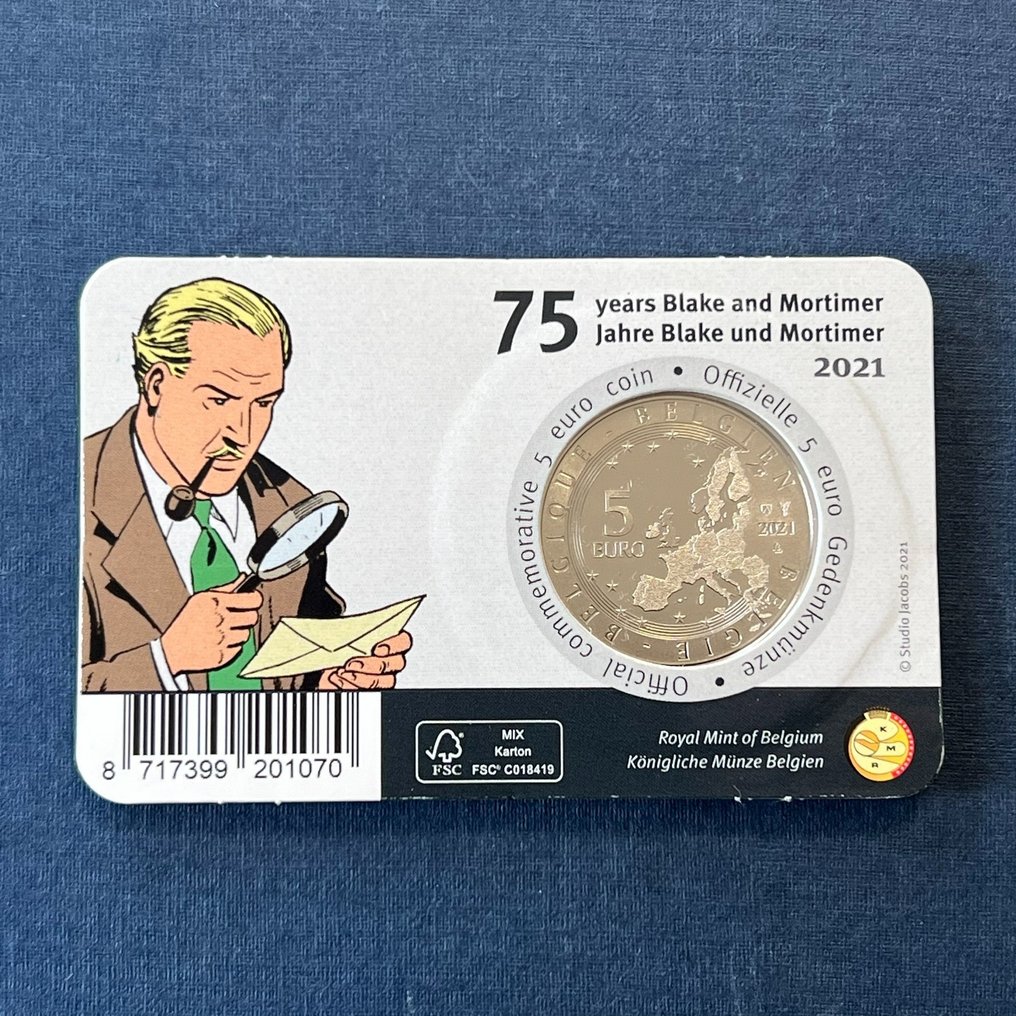 75 years Blake and Mortimer
Jahre Blake und Mortimer
2021
Official commemorative 5 euro coin • Offizielle 5 euro Gedenkmünze
BELGIQUE - BELGIEN - BELGIE
5
EURO
2021
© Studio Jacobs 2021
8 717399 201070
FSC
MIX
Karton
FSC® C018419
Royal Mint of Belgium
Königliche Münze Belgien
K
M
R